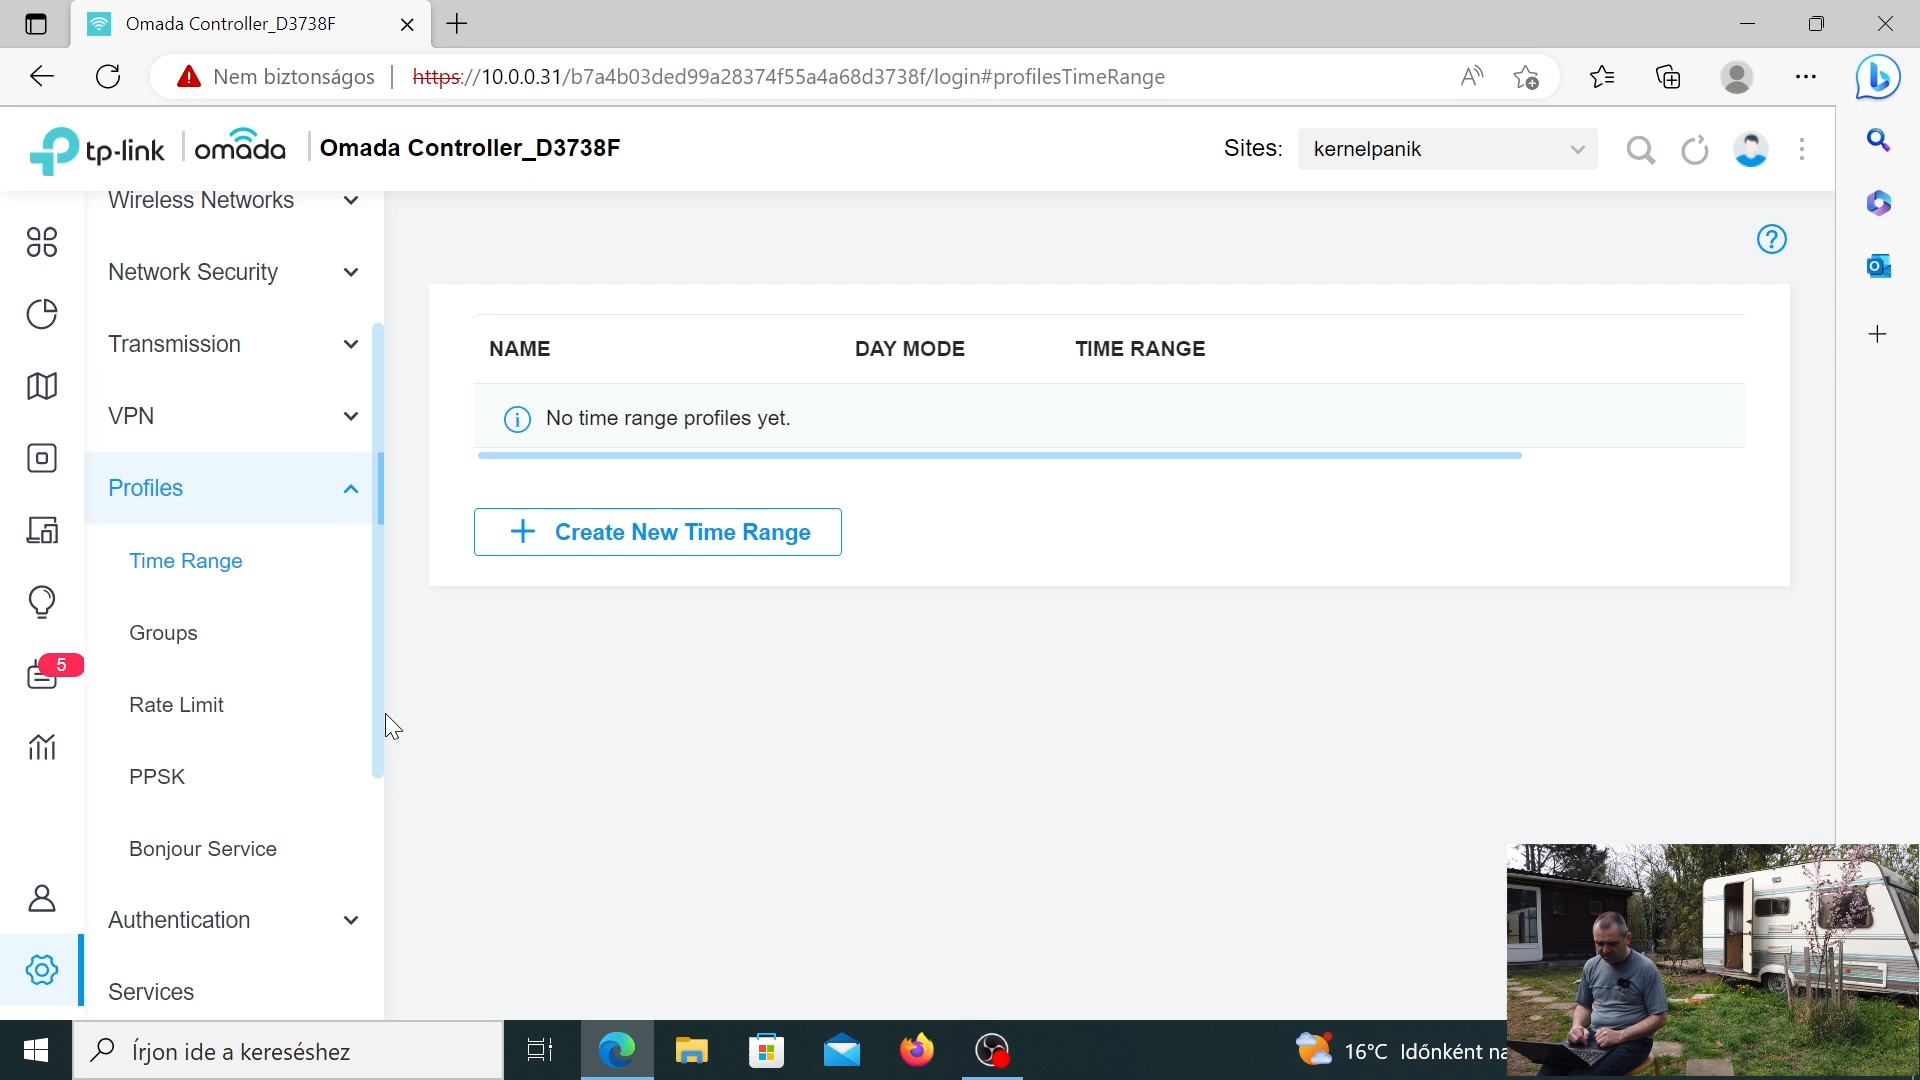 Omada Controller_D3738F
Nem biztonságos
https://10.0.0.31/b7a4b03ded99a28374f55a4a68d3738f/login#profilesTimeRange
tp-link
omada
Omada Controller_D3738F
Sites:
kernelpanik
Wireless Networks
Network Security
Transmission
VPN
Profiles
Time Range
Groups
Rate Limit
PPSK
Bonjour Service
Authentication
Services
5
NAME DAY MODE TIME RANGE
No time range profiles yet.
Create New Time Range
Írjon ide a kereséshez
16°C Időnként na